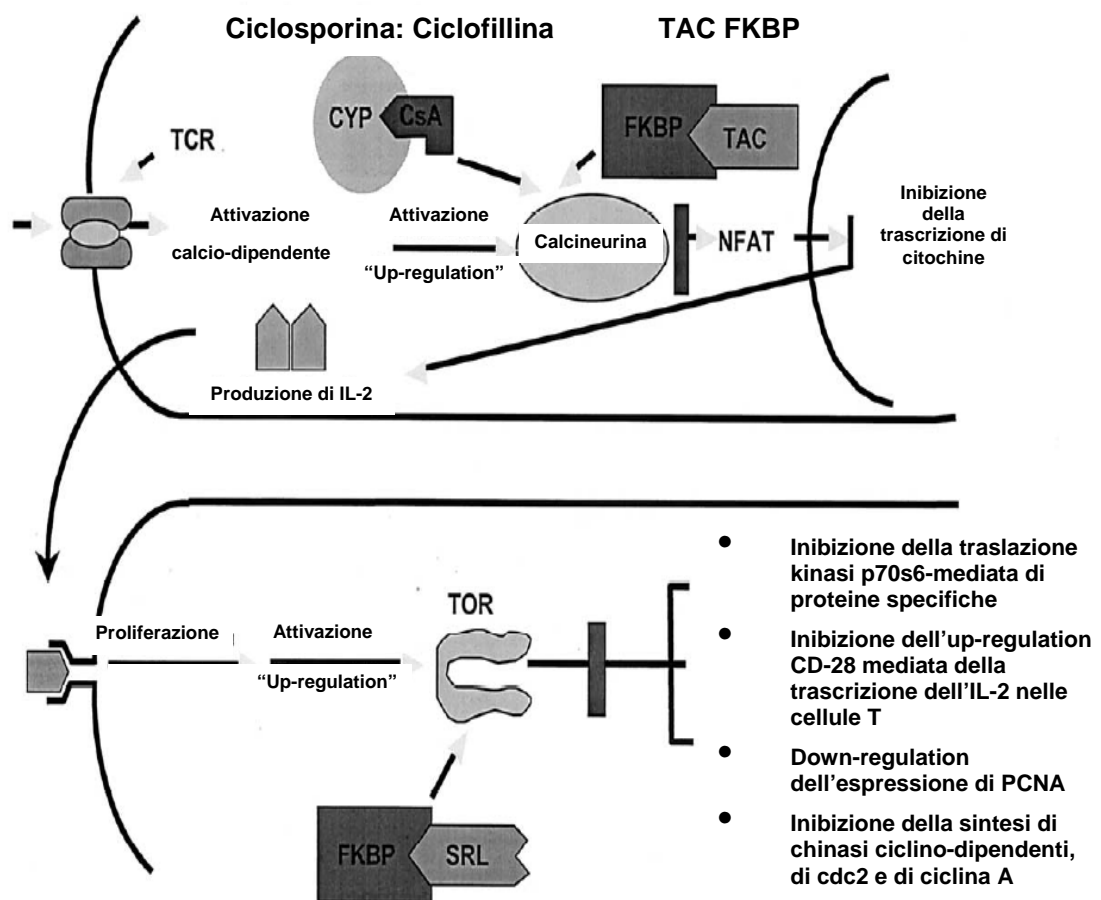 Ciclosporina: Ciclofillina
TAC FKBP
CYP
CsA
FKBP
TAC
TCR
Attivazione
calcio-dipendente
Attivazione
“Up-regulation”
Calcineurina
NFAT
Inibizione
della
trascrizione di
citochine
Produzione di IL-2
Proliferazione
Attivazione
“Up-regulation”
TOR
FKBP
SRL
• Inibizione della traslazione
kinasi p70s6-mediata di
proteine specifiche
• Inibizione dell’up-regulation
CD-28 mediata della
trascrizione dell’IL-2 nelle
cellule T
• Down-regulation
dell’espressione di PCNA
• Inibizione della sintesi di
chinasi ciclino-dipendenti,
di cdc2 e di ciclina A